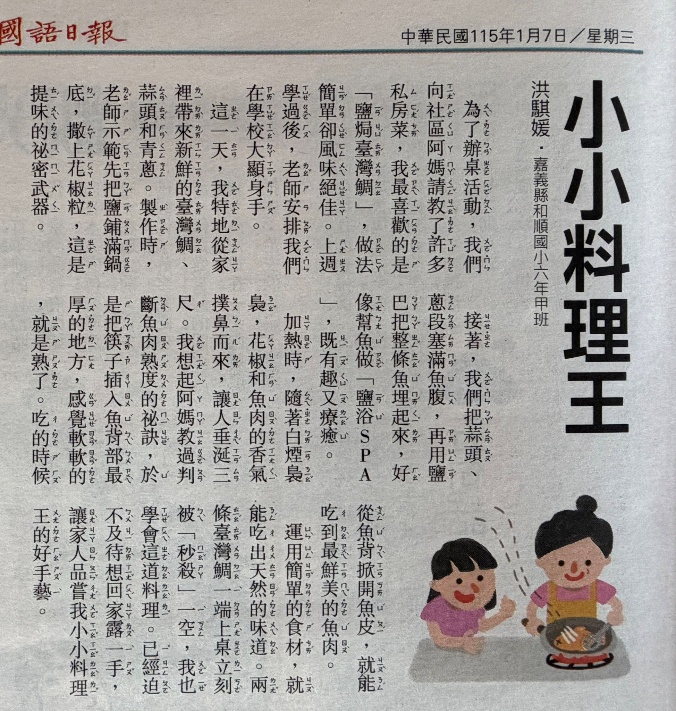 國語日報
中華民國115年1月7日／星期三
小小料理王
洪騏媛．嘉義縣和順國小六年甲班
為了辦桌活動，我們
向社區阿媽請教了許多
私房菜，我最喜歡的是
「鹽焗臺灣鯛」，做法
簡單卻風味絕佳。上週
學過後，老師安排我們
在學校大顯身手。
這一天，我特地從家
裡帶來新鮮的臺灣鯛、
蒜頭和青蔥。製作時，
老師示範先把鹽鋪滿鍋
底，撒上花椒粒，這是
提味的祕密武器。
接著，我們把蒜頭、
蔥段塞滿魚腹，再用鹽
巴把整條魚埋起來，好
像幫魚做「鹽浴SPA
」，既有趣又療癒。
加熱時，隨著白煙裊
裊，花椒和魚肉的香氣
撲鼻而來，讓人垂涎三
尺。我想起阿媽教過判
斷魚肉熟度的祕訣，於
是把筷子插入魚背部最
厚的地方，感覺軟軟的
，就是熟了。吃的時候
從魚背掀開魚皮，就能
吃到最鮮美的魚肉。
運用簡單的食材，就
能吃出天然的味道。兩
條臺灣鯛一端上桌立刻
被「秒殺」一空，我也
學會這道料理。已經迫
不及待想回家露一手，
讓家人品嘗我小小料理
王的好手藝。